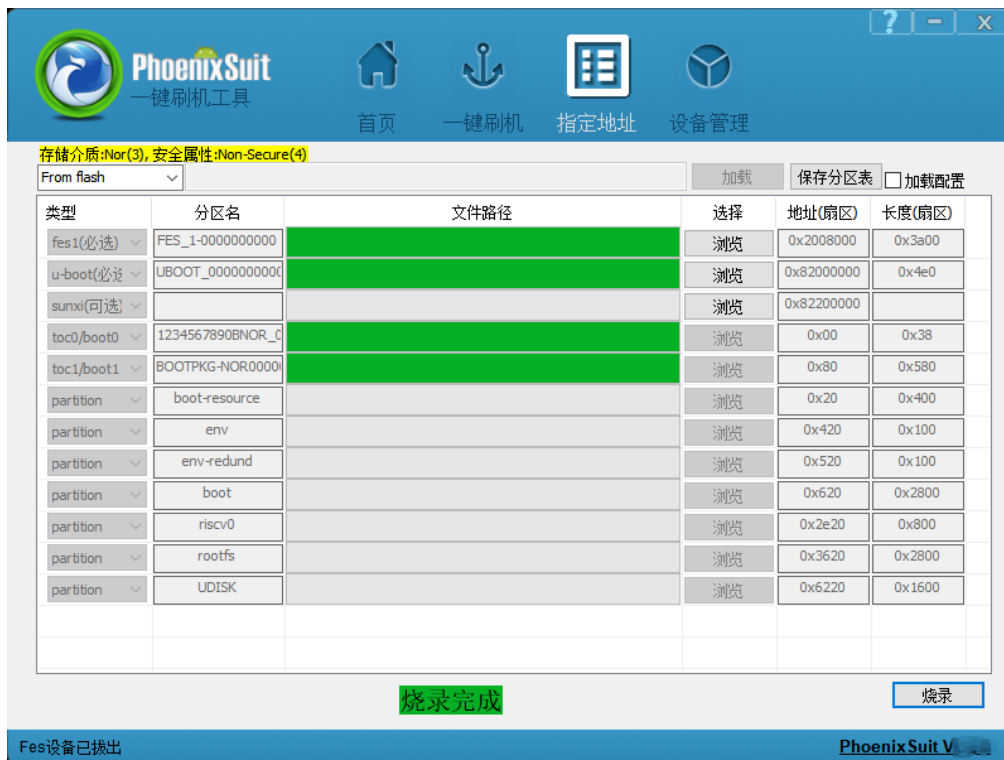 ? - X
PhoenixSuit
一键刷机工具
首页 一键刷机 指定地址 设备管理
存储介质:Nor(3), 安全属性:Non-Secure(4)
From flash 加载 保存分区表 加载配置
类型 分区名 文件路径 选择 地址(扇区) 长度(扇区)
fes1(必选) FES_1-0000000000 浏览 0x2008000 0x3a00
u-boot(必选 UBOOT_0000000000 浏览 0x82000000 0x4e0
sunxi(可选) 浏览 0x82200000
toc0/boot0 1234567890BNOR_0 浏览 0x00 0x38
toc1/boot1 BOOTPKG-NOR0000 浏览 0x80 0x580
partition boot-resource 浏览 0x20 0x400
partition env 浏览 0x420 0x100
partition env-redund 浏览 0x520 0x100
partition boot 浏览 0x620 0x2800
partition riscv0 浏览 0x2e20 0x800
partition rootfs 浏览 0x3620 0x2800
partition UDISK 浏览 0x6220 0x1600
烧录完成 烧录
Fes设备已拔出 PhoenixSuit V